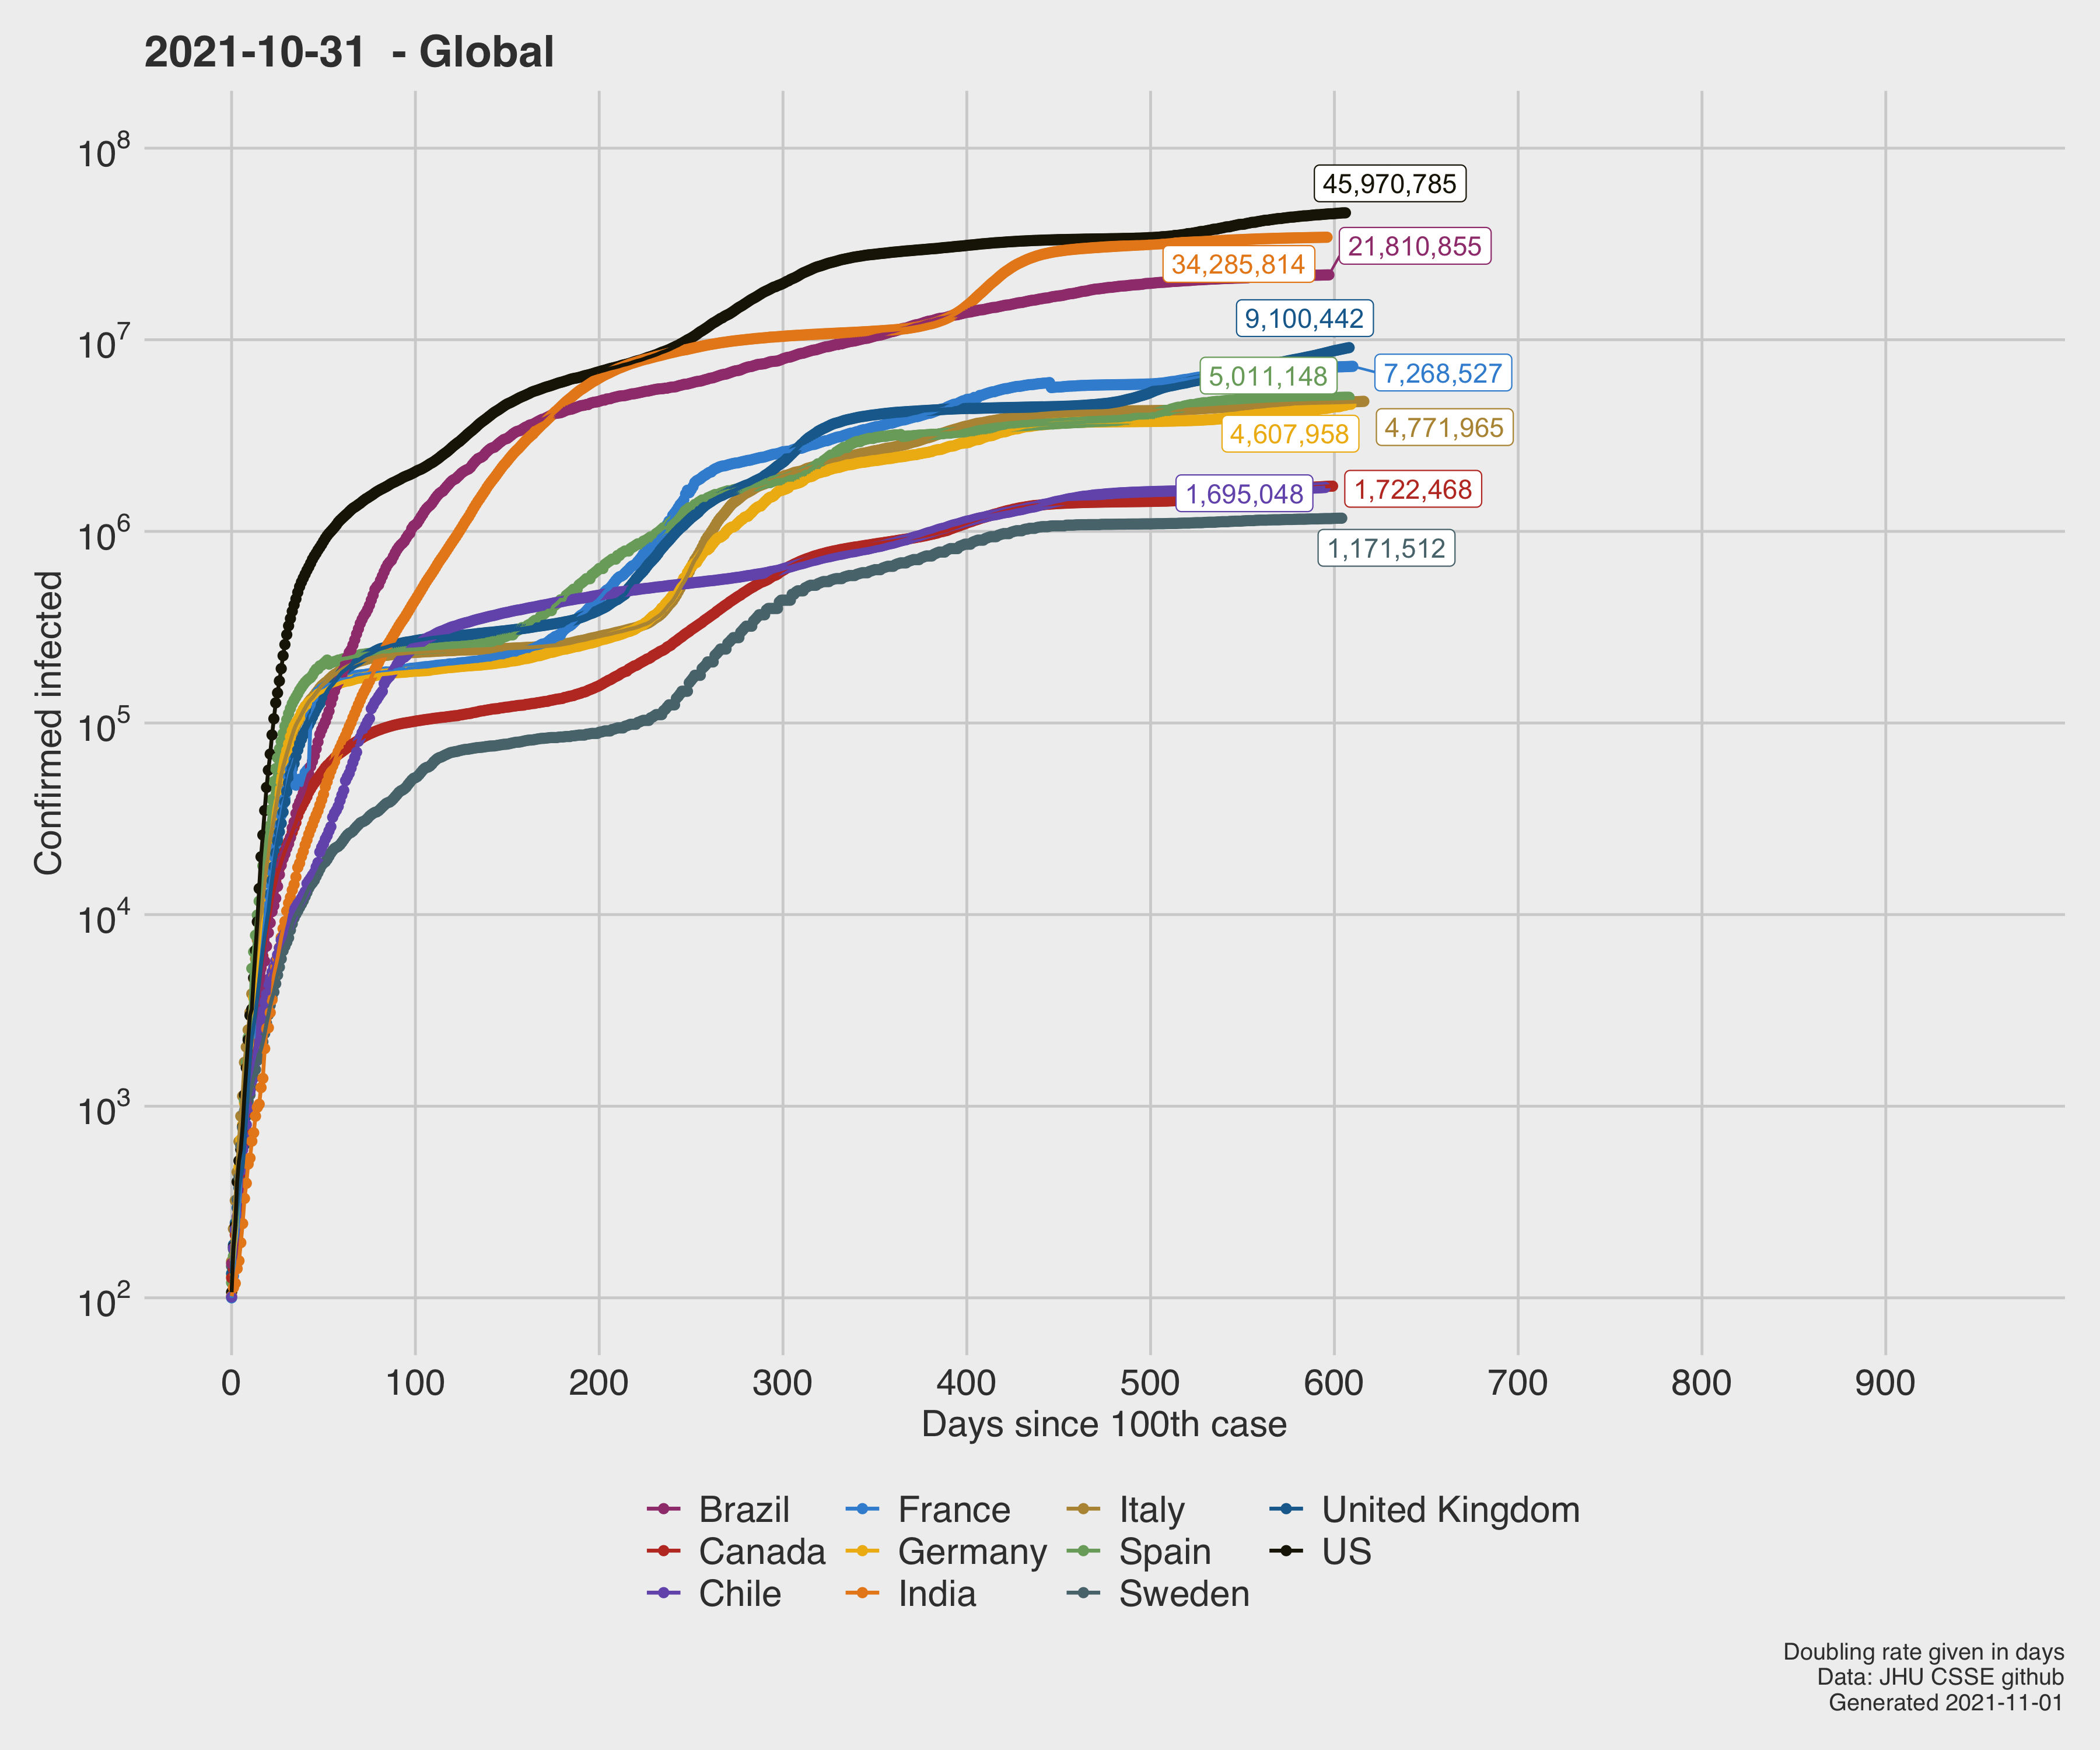 2021-10-31  - Global
10^8
10^7
10^6
10^5
10^4
10^3
10^2
Confirmed infected
45,970,785
21,810,855
34,285,814
9,100,442
7,268,527
5,011,148
4,771,965
4,607,958
1,722,468
1,695,048
1,171,512
0 100 200 300 400 500 600 700 800 900
Days since 100th case
Brazil France Italy United Kingdom
Canada Germany Spain US
Chile India Sweden
Doubling rate given in days
Data: JHU CSSE github
Generated 2021-11-01